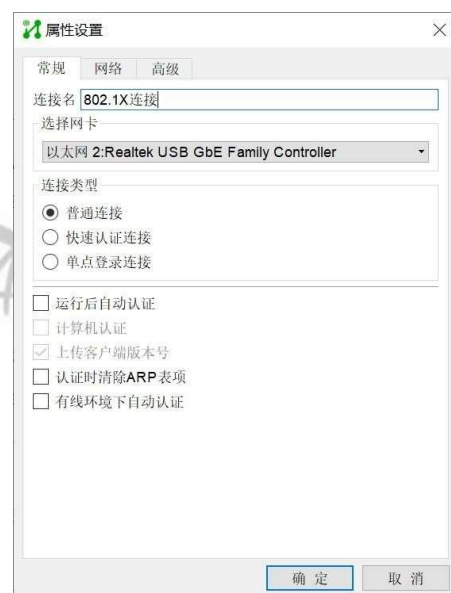 属性设置
常规 网络 高级
连接名 802.1X连接
选择网卡
以太网 2:Realtek USB GbE Family Controller
连接类型
普通连接
快速认证连接
单点登录连接
运行后自动认证
计算机认证
上传客户端版本号
认证时清除ARP表项
有线环境下自动认证
确定 取消